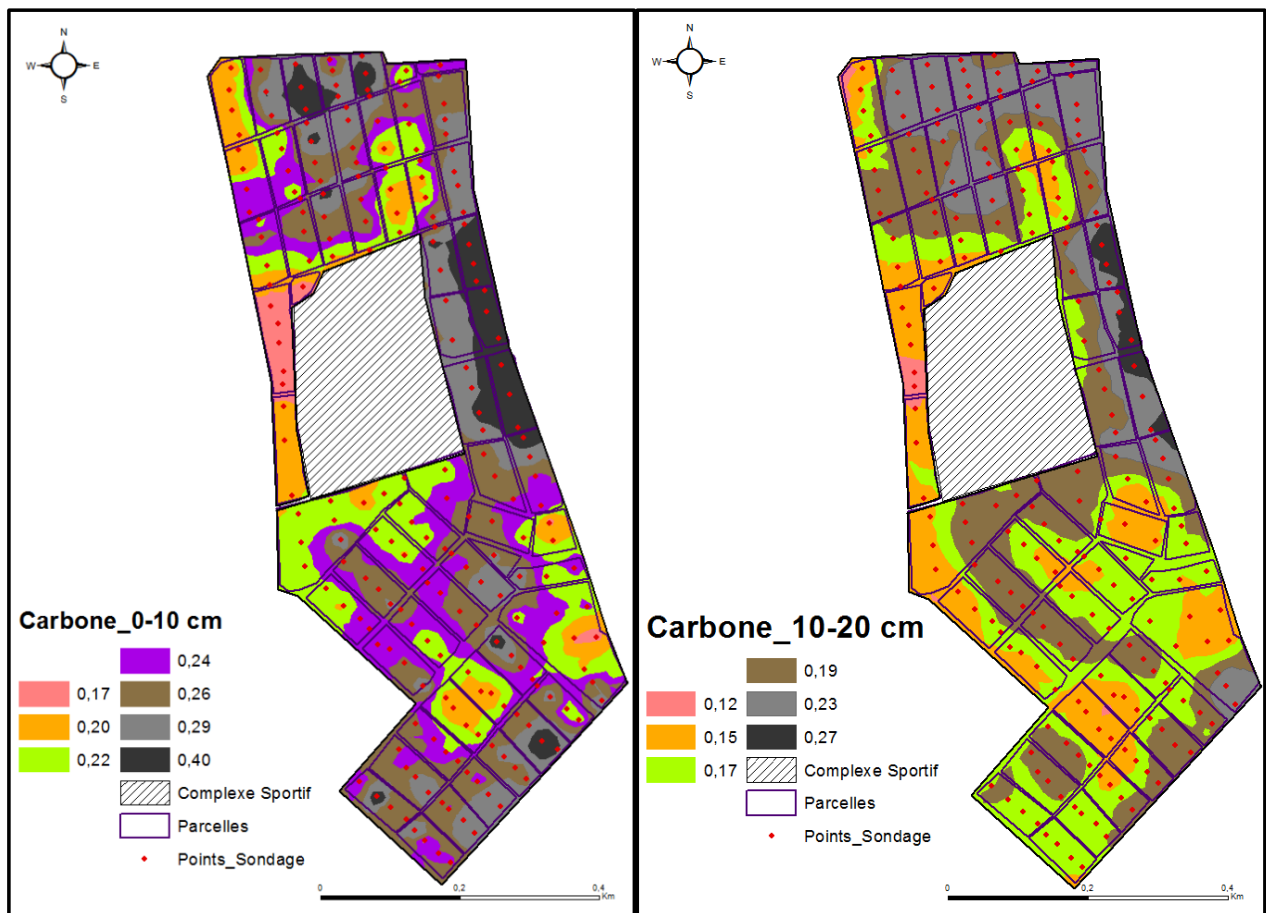 N
W E
S
Carbone_0-10 cm
0,24
0,17 0,26
0,20 0,29
0,22 0,40
Complexe Sportif
Parcelles
Points_Sondage
0 0,2 0,4
Km
N
W E
S
Carbone_10-20 cm
0,19
0,12 0,23
0,15 0,27
0,17 Complexe Sportif
Parcelles
Points_Sondage
0 0,2 0,4
Km